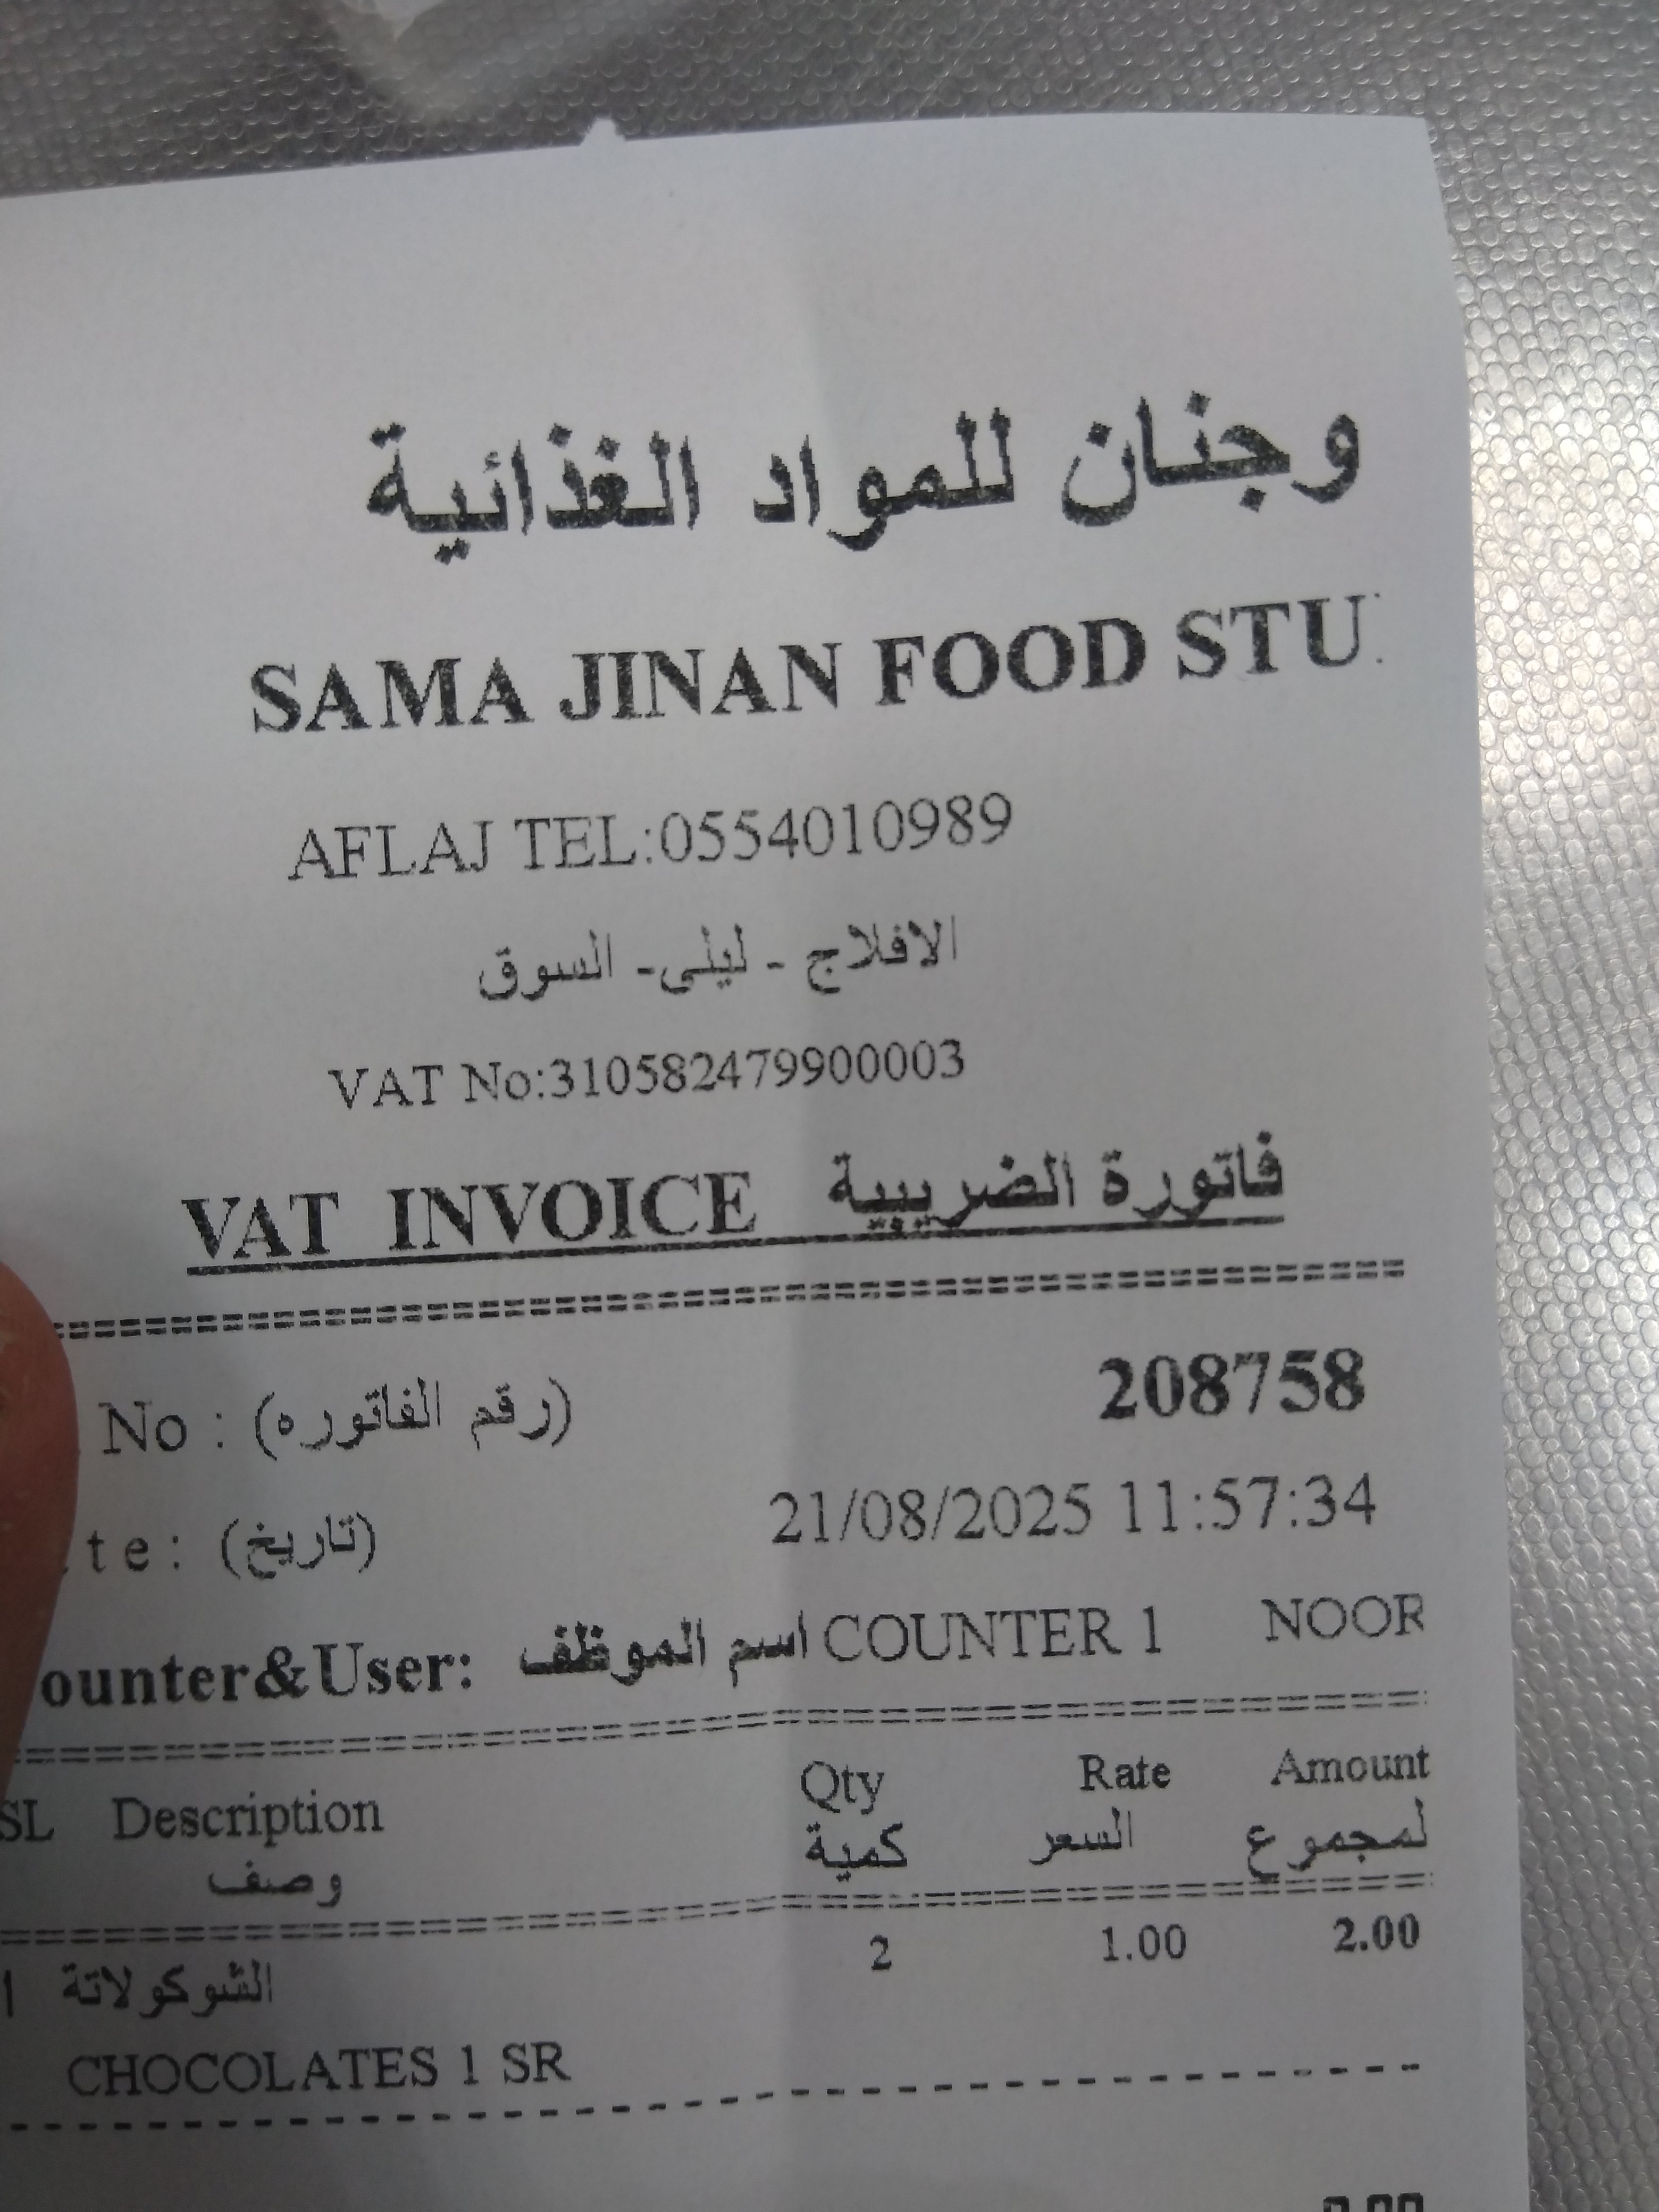 وجنان للمواد الغذائية
SAMA JINAN FOOD STU
AFLAJ TEL:0554010989
الافلاج - ليلى- السوق
VAT No:310582479900003
VAT INVOICE فاتورة الضريبية
No : (رقم الفاتوره) 208758
te: (تاريخ) 21/08/2025 11:57:34
ounter&User: اسم الموظف COUNTER 1 NOOR
SL Description Qty Rate Amount
وصف كمية السعر لمجموع
1 الشوكولاتة 2 1.00 2.00
CHOCOLATES 1 SR